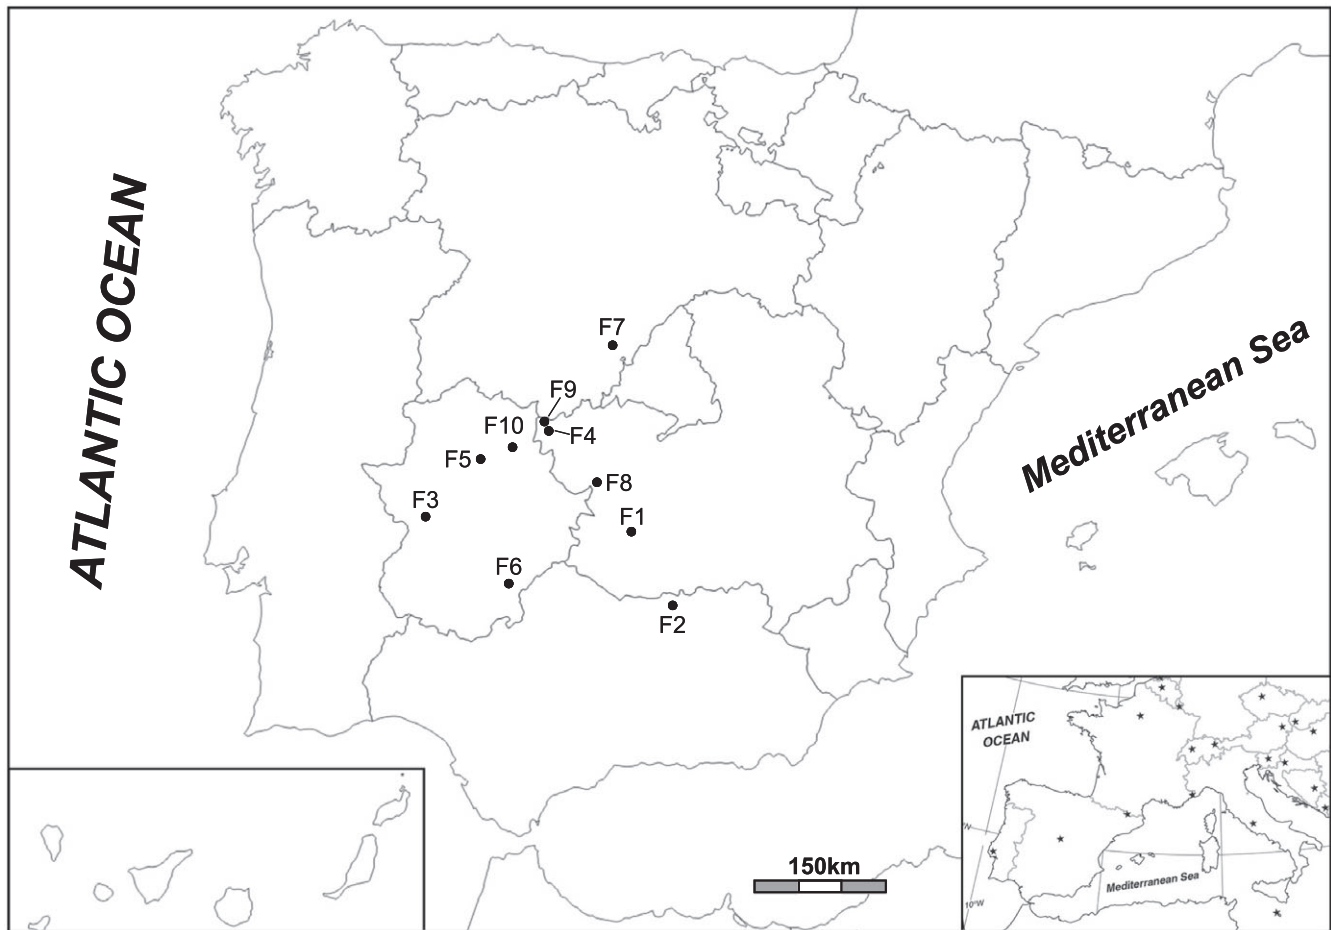 ATLANTIC OCEAN
Mediterranean Sea
F7
F9
F10
F4
F5
F8
F3
F1
F6
F2
150km
ATLANTIC
OCEAN
Mediterranean Sea
10°W